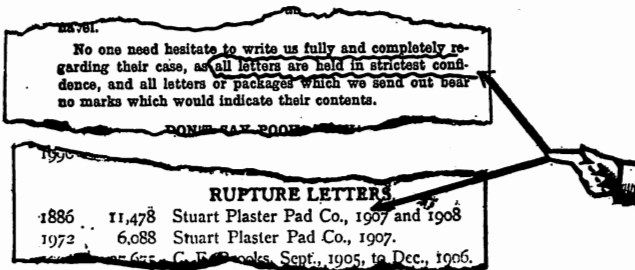 No one need hesitate to write us fully and completely re-
garding their case, as all letters are held in strictest confi-
dence, and all letters or packages which we send out bear
no marks which would indicate their contents.
DON'T SAY
RUPTURE LETTERS
1886 11,478 Stuart Plaster Pad Co., 1907 and 1908
1972 6,088 Stuart Plaster Pad Co., 1907.
Sept., 1905, to Dec., 1906.